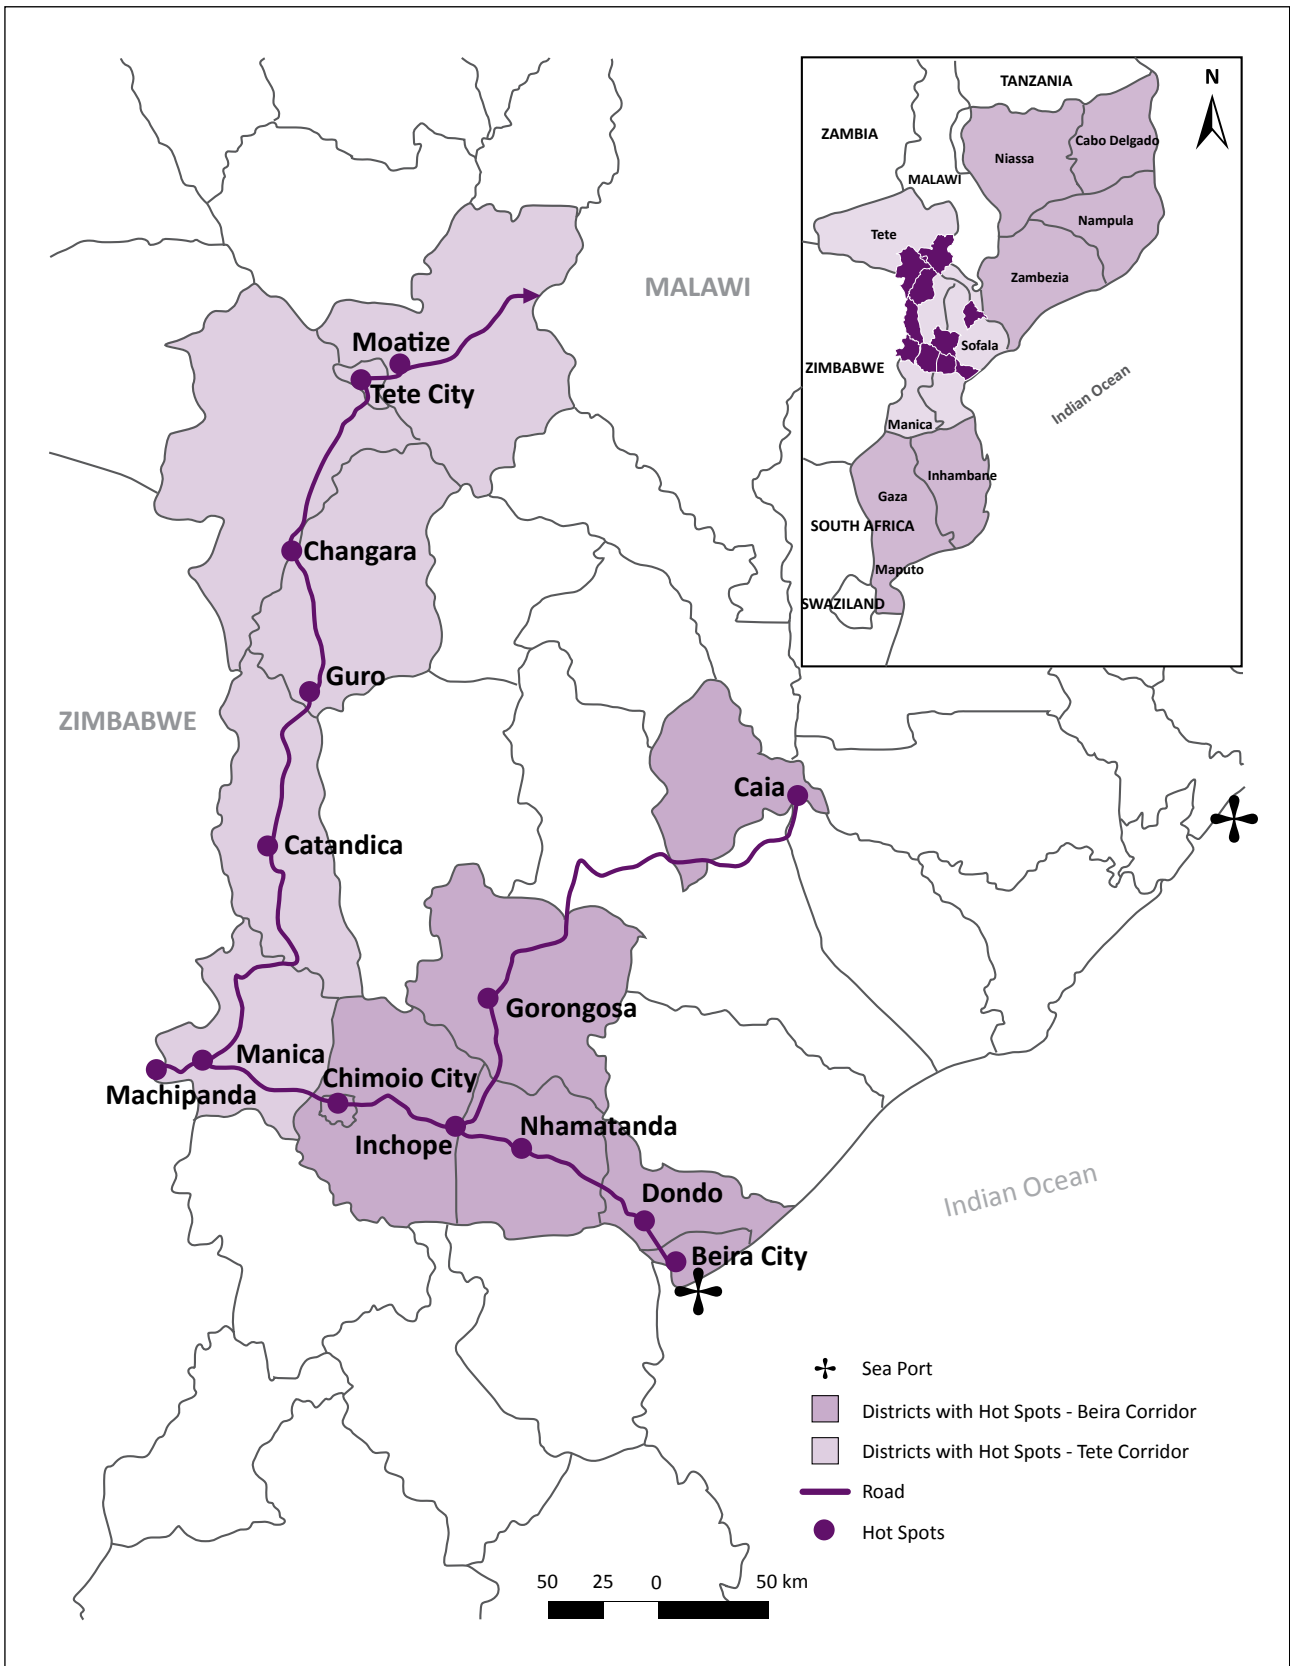 MALAWI
Moatize
Tete City
Changara
Guro
ZIMBABWE
Caia
Catandica
Gorongosa
Manica
Machipanda
Chimoio City
Inchope
Nhamatanda
Dondo
Beira City
Indian Ocean
N
TANZANIA
ZAMBIA
Cabo Delgado
Niassa
MALAWI
Nampula
Tete
Zambezia
Sofala
ZIMBABWE
Indian Ocean
Manica
Inhambane
Gaza
SOUTH AFRICA
Maputo
SWAZILAND
Sea Port
Districts with Hot Spots - Beira Corridor
Districts with Hot Spots - Tete Corridor
Road
Hot Spots
50 25 0 50 km